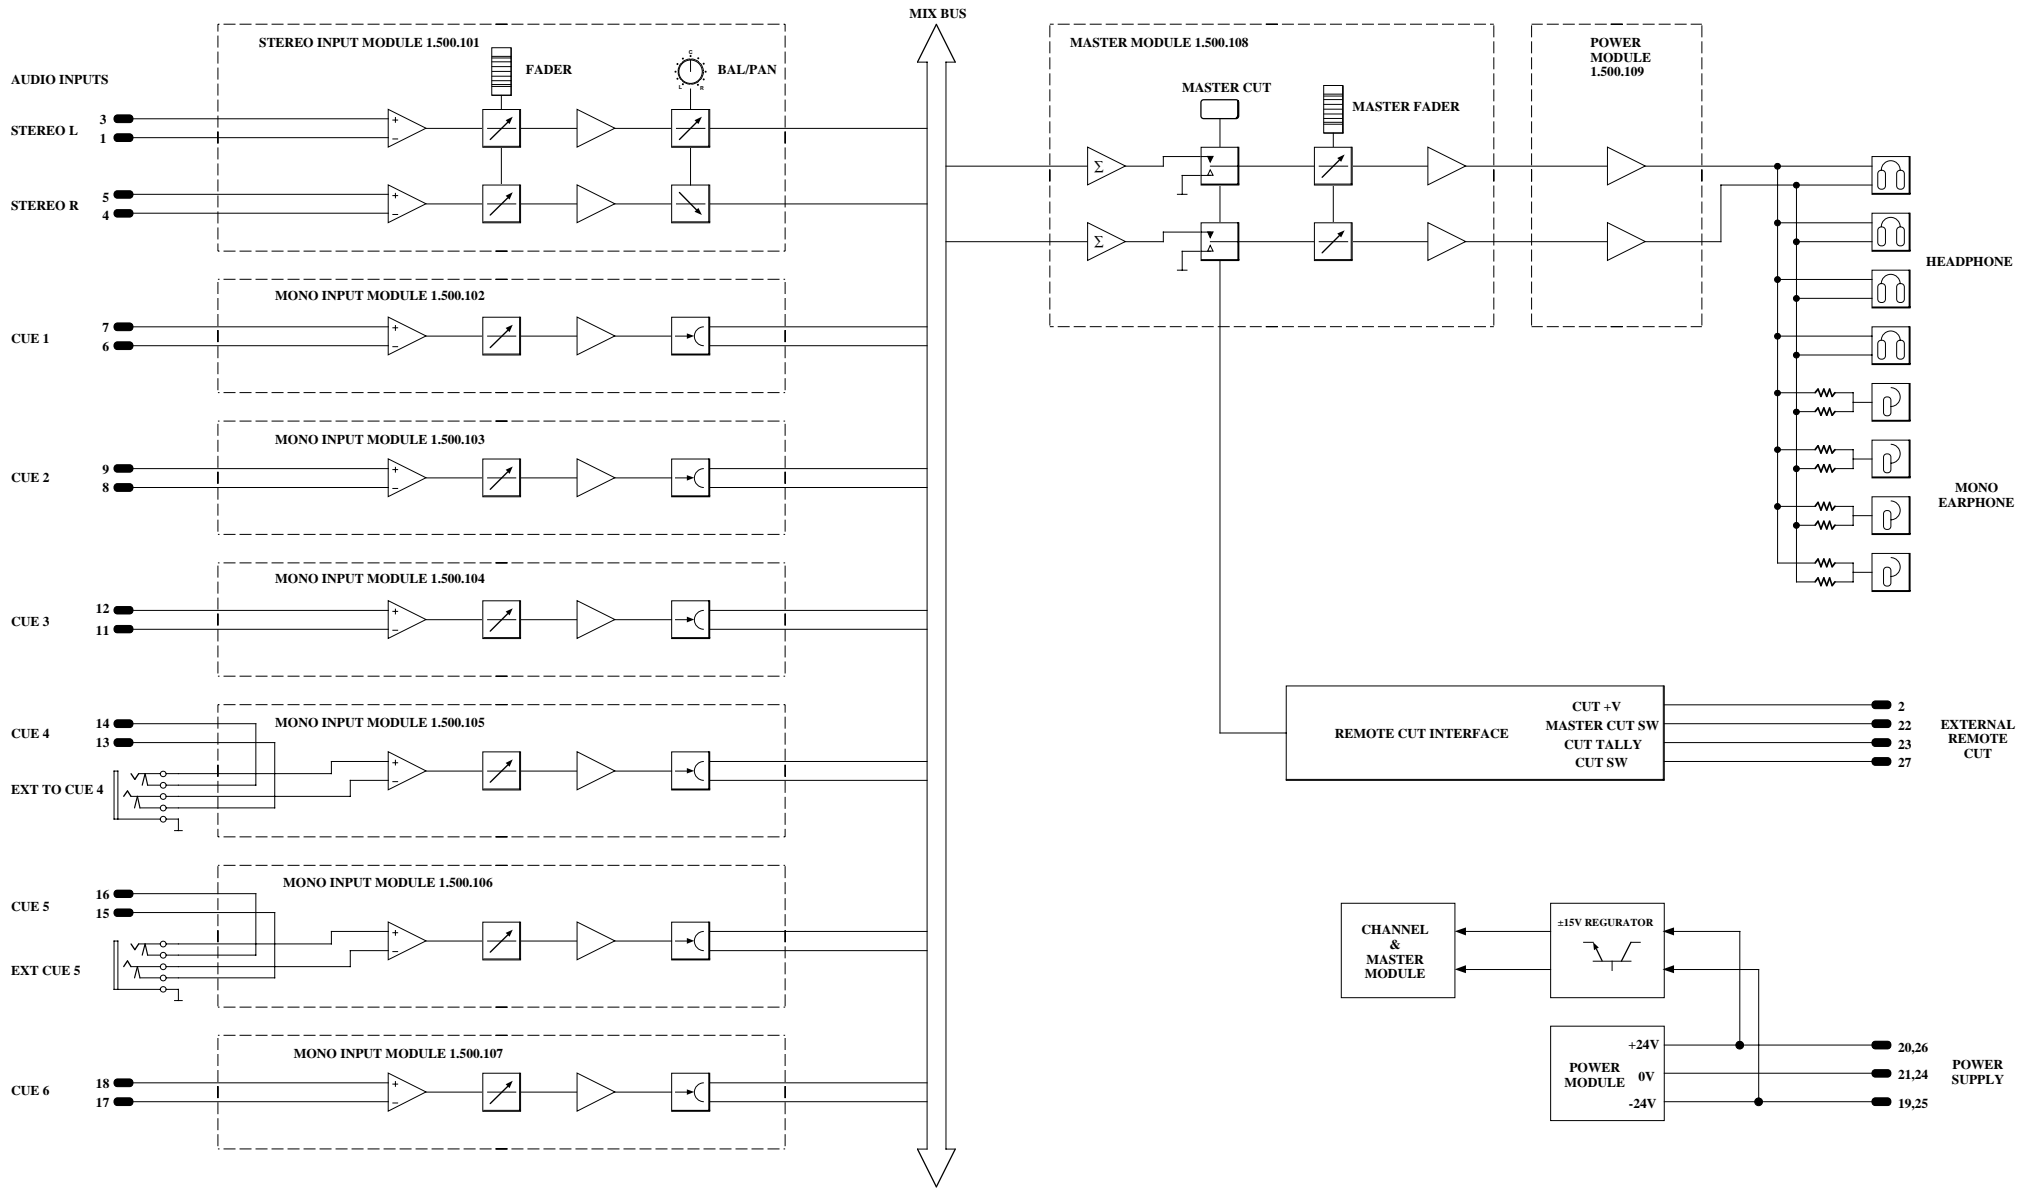 MIX BUS
STEREO INPUT MODULE 1.500.101
FADER
C
L
R
BAL/PAN
AUDIO INPUTS
STEREO L
3
1
+
−
STEREO R
5
4
+
−
MONO INPUT MODULE 1.500.102
CUE 1
7
6
+
−
MONO INPUT MODULE 1.500.103
CUE 2
9
8
+
−
MONO INPUT MODULE 1.500.104
CUE 3
12
11
+
−
MONO INPUT MODULE 1.500.105
CUE 4
14
13
+
−
EXT TO CUE 4
MONO INPUT MODULE 1.500.106
CUE 5
16
15
+
−
EXT CUE 5
MONO INPUT MODULE 1.500.107
CUE 6
18
17
+
−
MASTER MODULE 1.500.108
MASTER CUT
MASTER FADER
Σ
Σ
POWER
MODULE
1.500.109
HEADPHONE
MONO
EARPHONE
REMOTE CUT INTERFACE
CUT +V
MASTER CUT SW
CUT TALLY
CUT SW
2
22
23
27
EXTERNAL
REMOTE
CUT
CHANNEL
&
MASTER
MODULE
±15V REGURATOR
POWER
MODULE
+24V
0V
-24V
20,26
21,24
19,25
POWER
SUPPLY